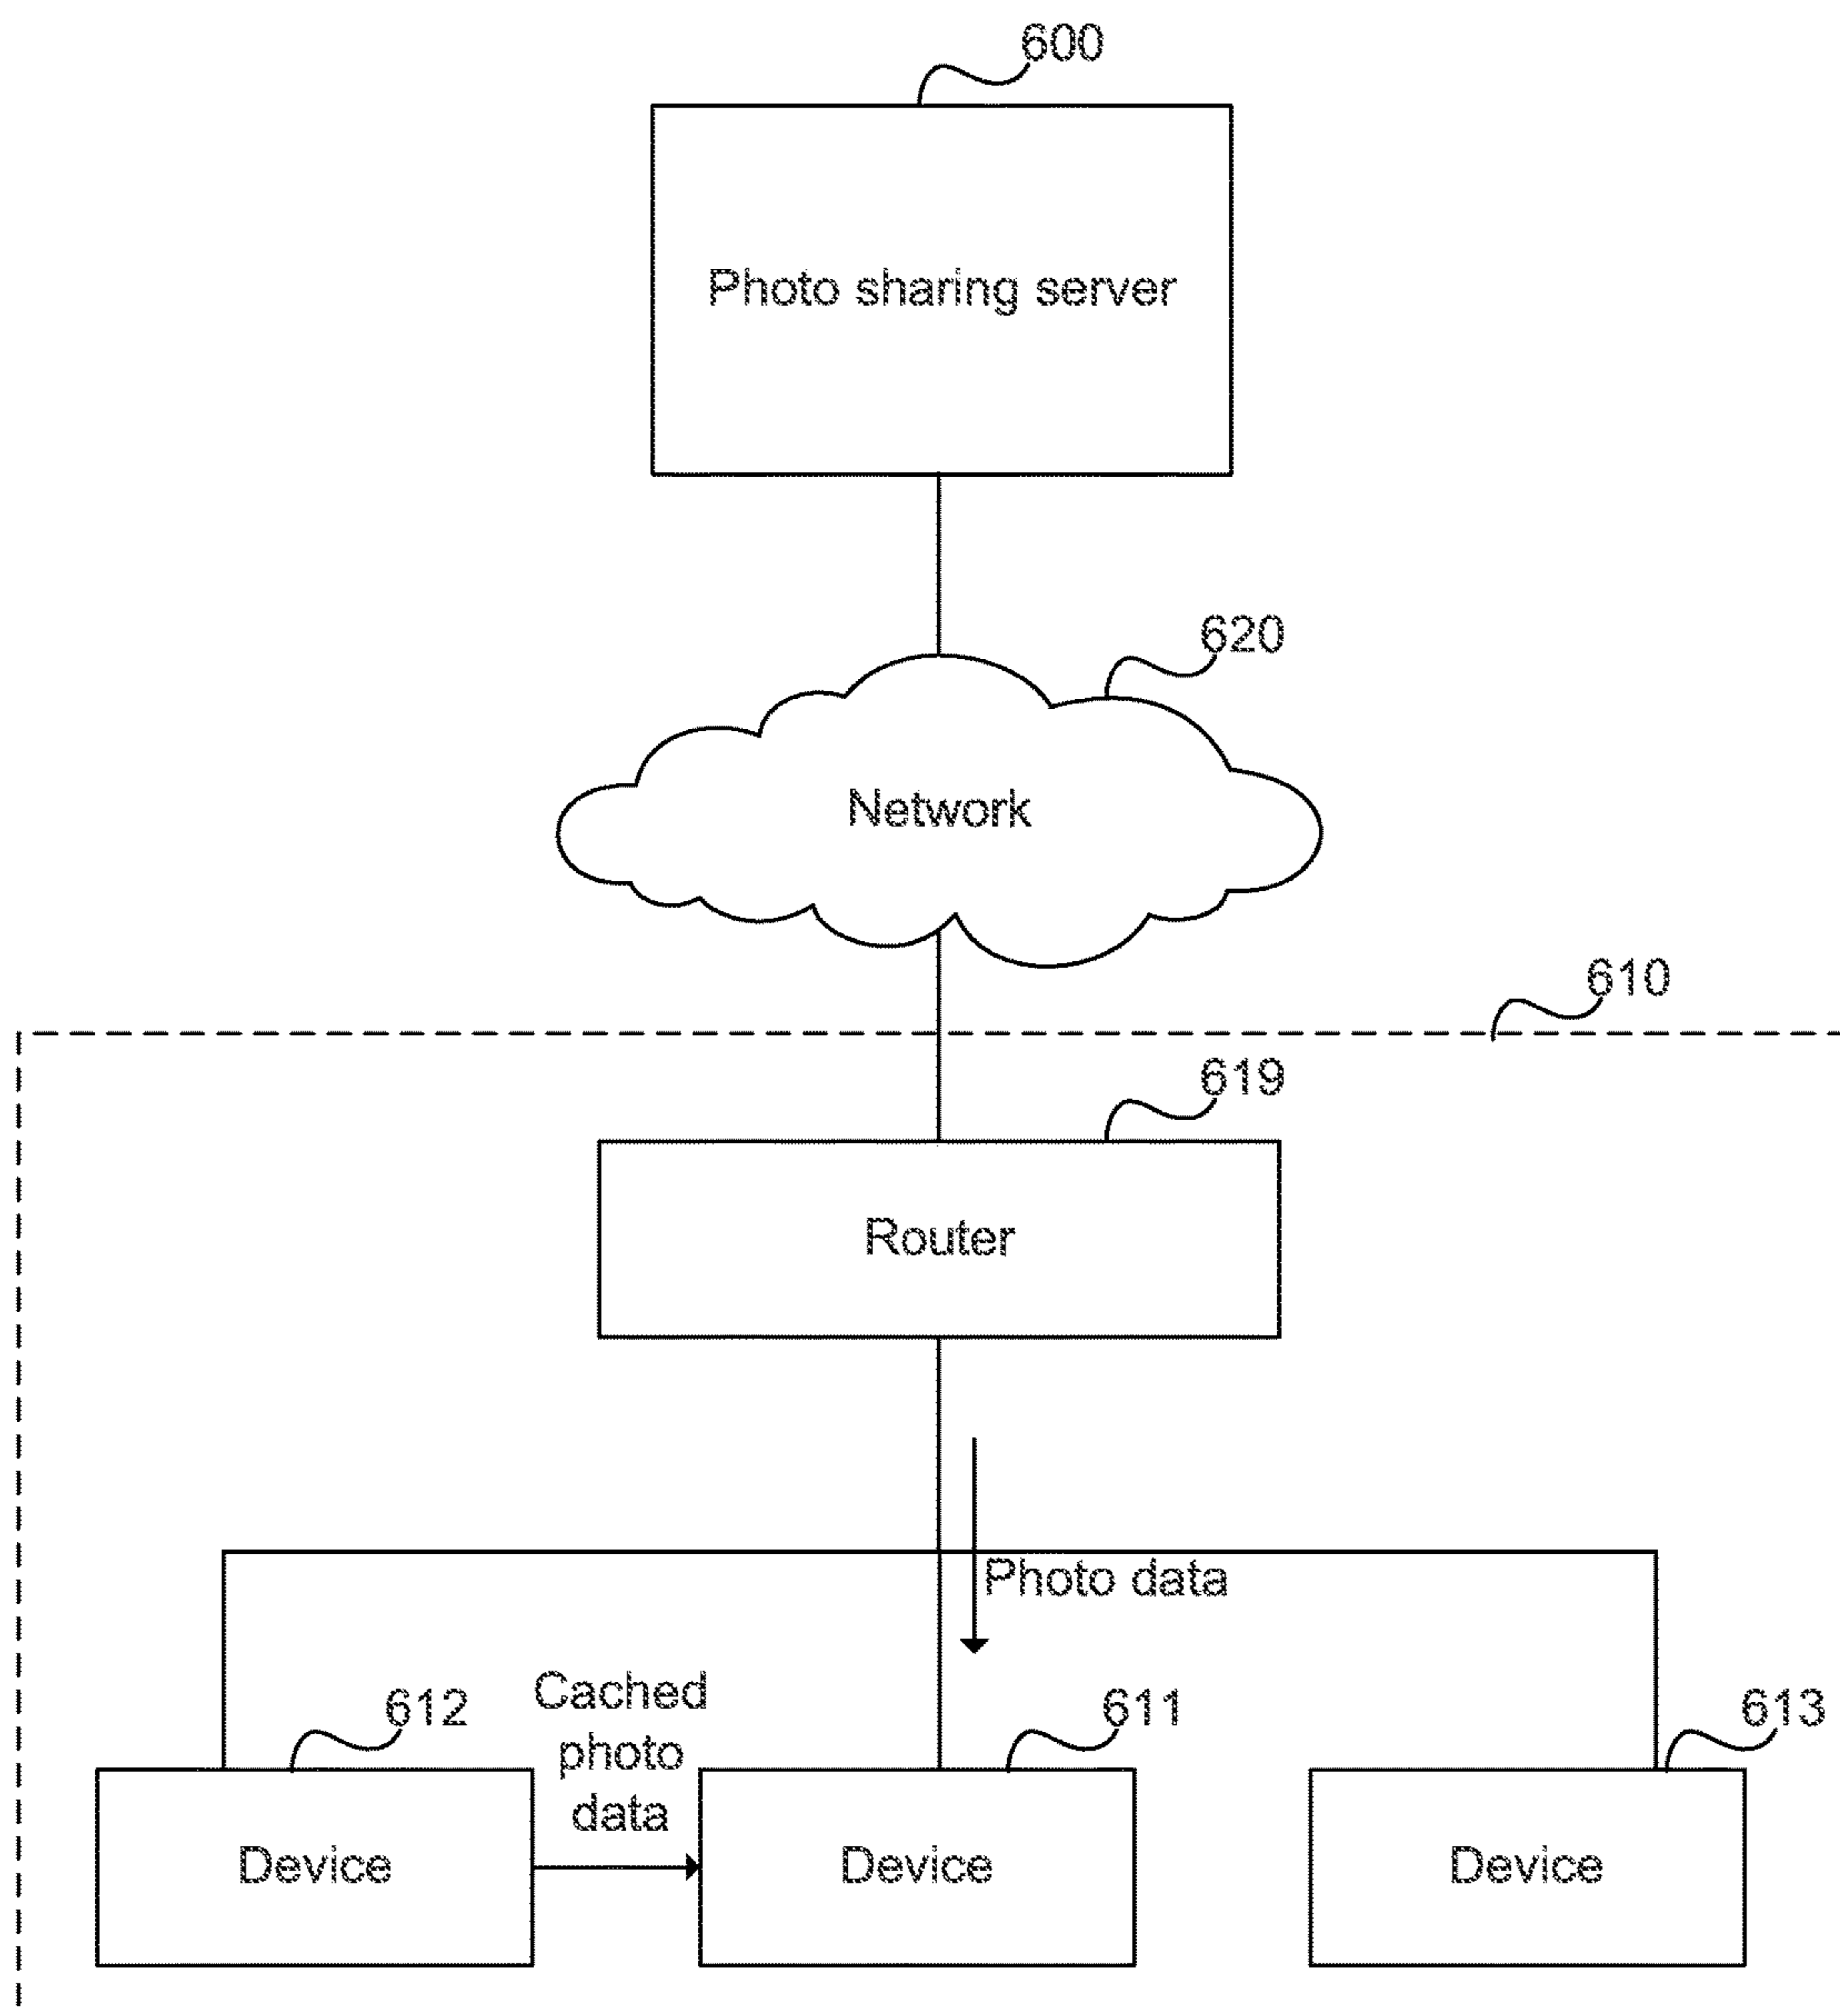 600
Photo sharing server
620
Network
610
619
Router
Photo data
Cached
photo
data
612
611
613
Device
Device
Device